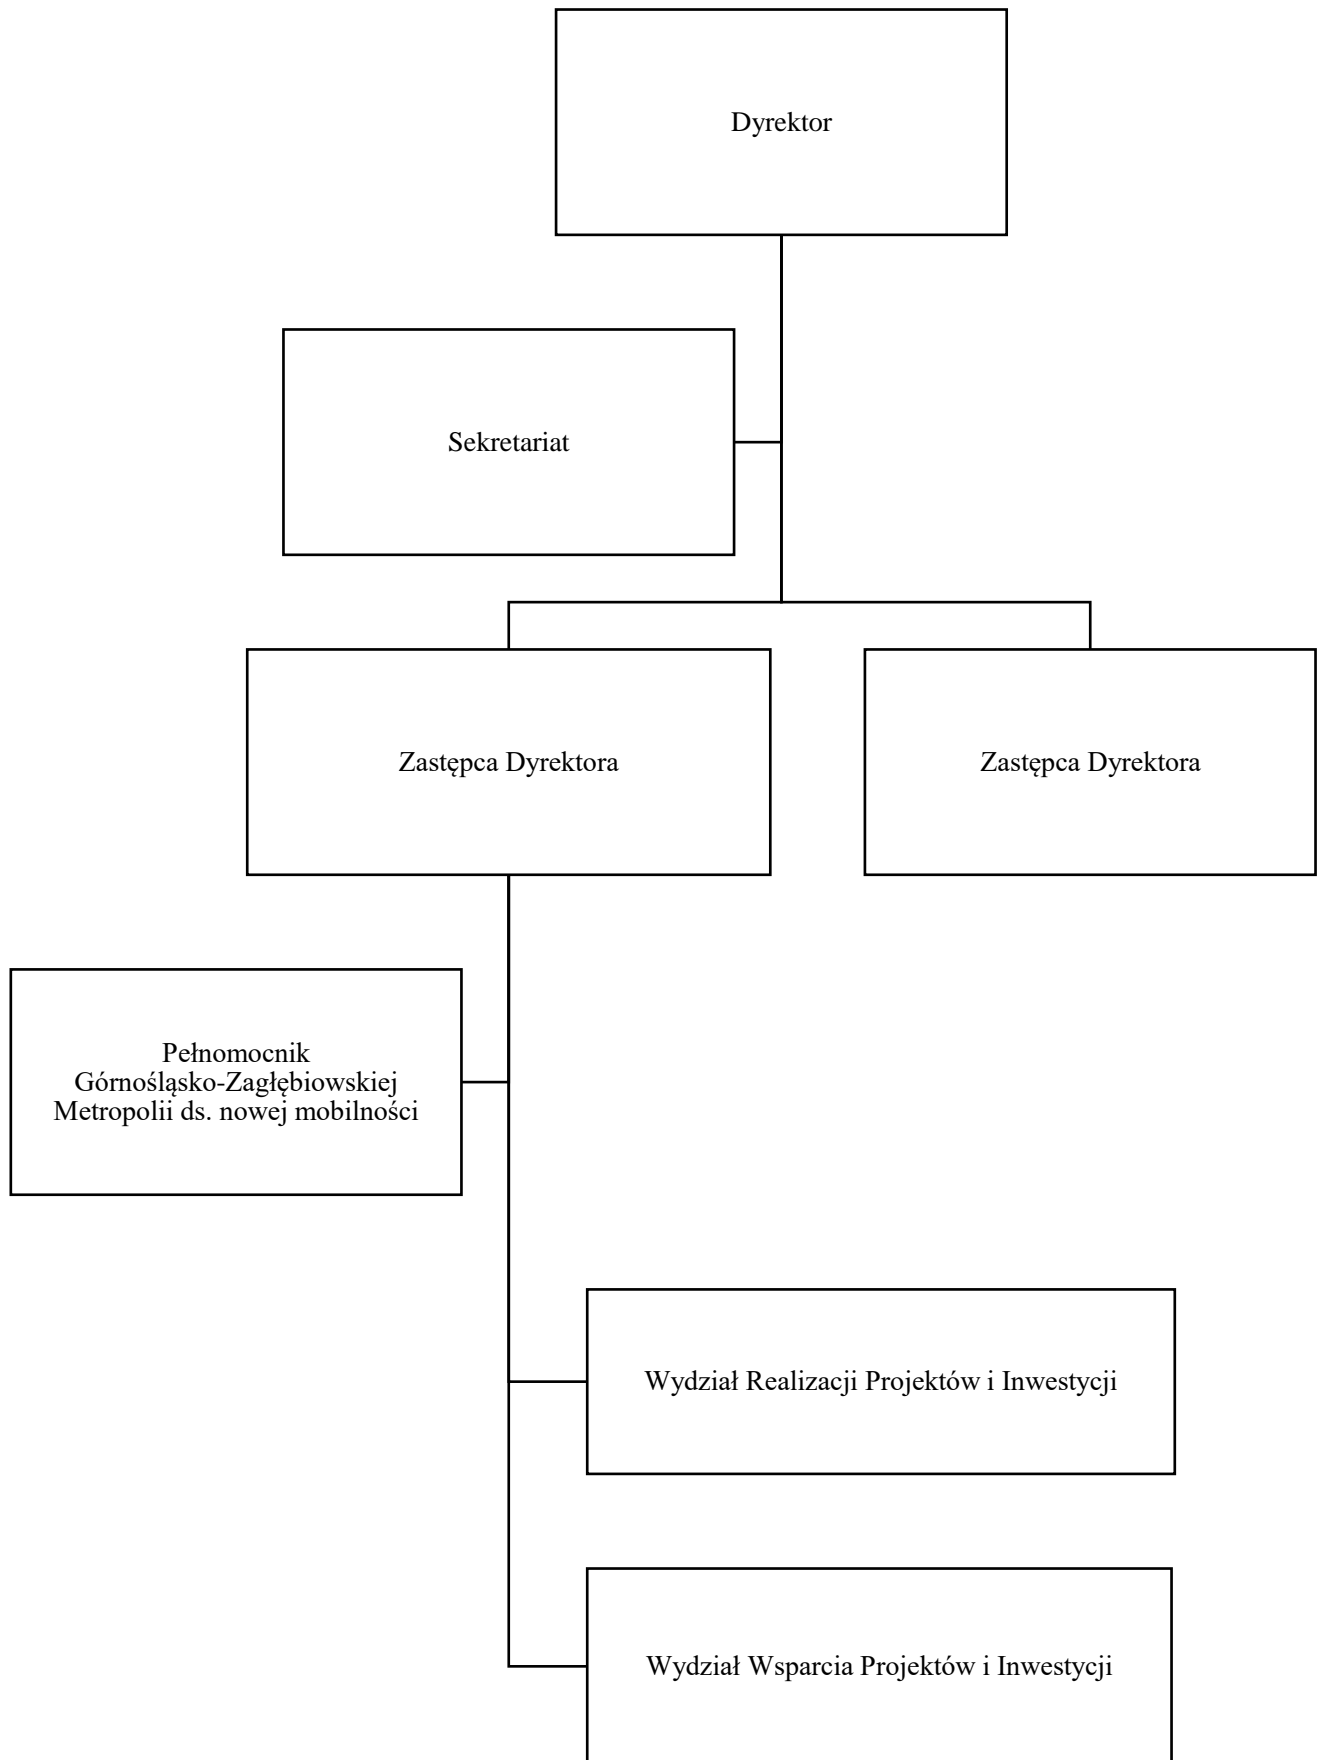 Dyrektor
Sekretariat
Zastępca Dyrektora
Zastępca Dyrektora
Pełnomocnik
Górnośląsko-Zagłębiowskiej
Metropolii ds. nowej mobilności
Wydział Realizacji Projektów i Inwestycji
Wydział Wsparcia Projektów i Inwestycji